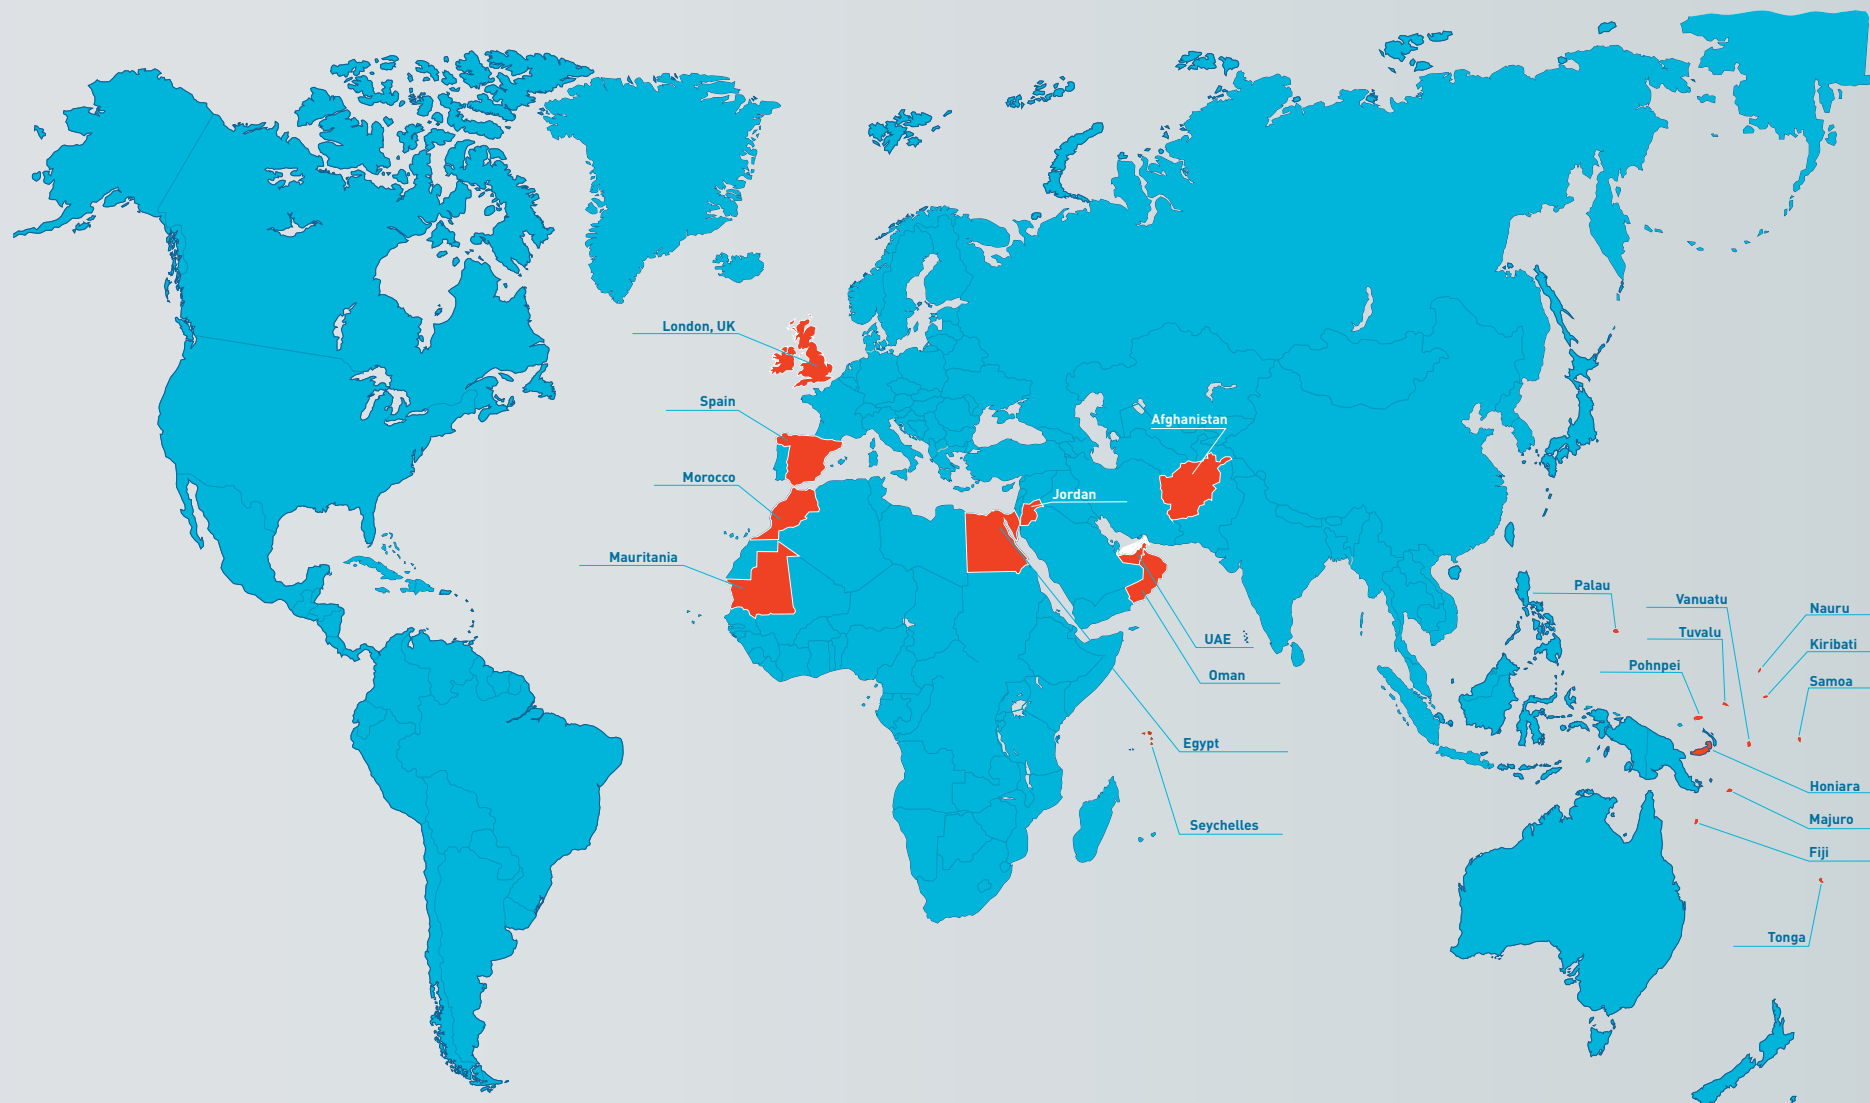 London, UK
Spain
Afghanistan
Morocco
Jordan
Mauritania
Palau
Vanuatu
Nauru
Tuvalu
UAE
Kiribati
Pohnpei
Oman
Samoa
Egypt
Honiara
Majuro
Seychelles
Fiji
Tonga